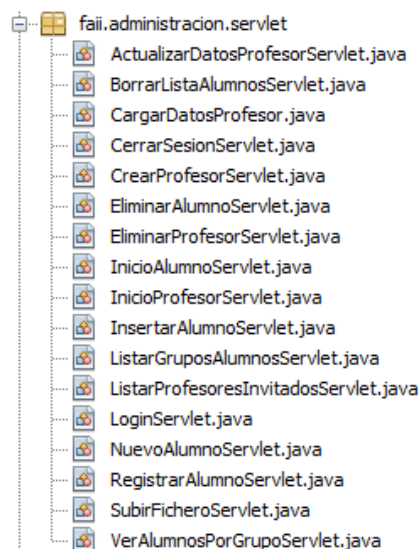 faii.administracion.servlet
ActualizarDatosProfesorServlet.java
BorrarListaAlumnosServlet.java
CargarDatosProfesor.java
CerrarSesionServlet.java
CrearProfesorServlet.java
EliminarAlumnoServlet.java
EliminarProfesorServlet.java
InicioAlumnoServlet.java
InicioProfesorServlet.java
InsertarAlumnoServlet.java
ListarGruposAlumnosServlet.java
ListarProfesoresInvitadosServlet.java
LoginServlet.java
NuevoAlumnoServlet.java
RegistrarAlumnoServlet.java
SubirFicheroServlet.java
VerAlumnosPorGrupoServlet.java